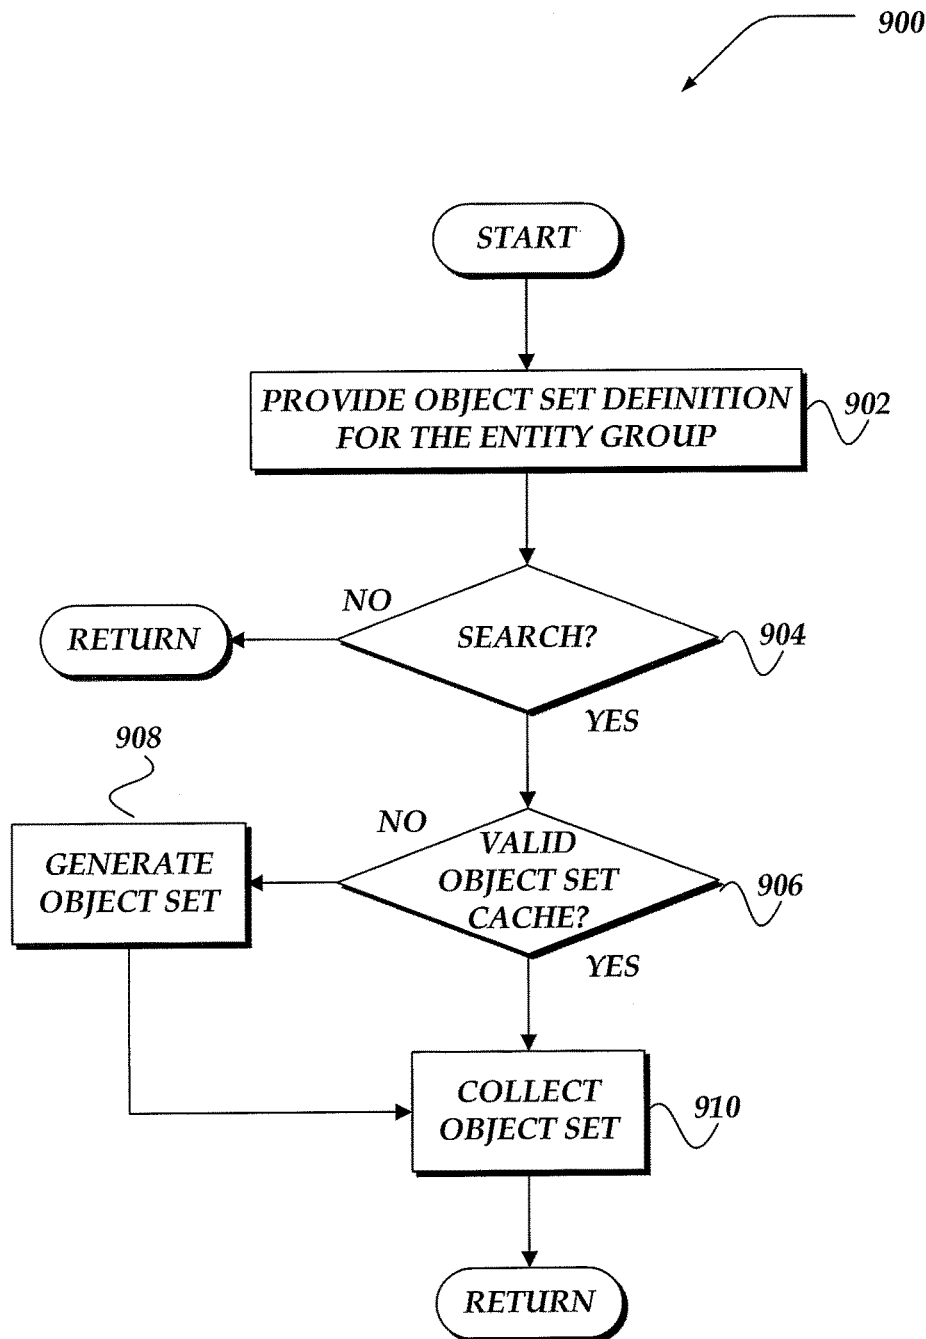 900
START
PROVIDE OBJECT SET DEFINITION
FOR THE ENTITY GROUP
902
NO
RETURN
SEARCH?
904
YES
908
NO
GENERATE
OBJECT SET
VALID
OBJECT SET
CACHE?
906
YES
COLLECT
OBJECT SET
910
RETURN